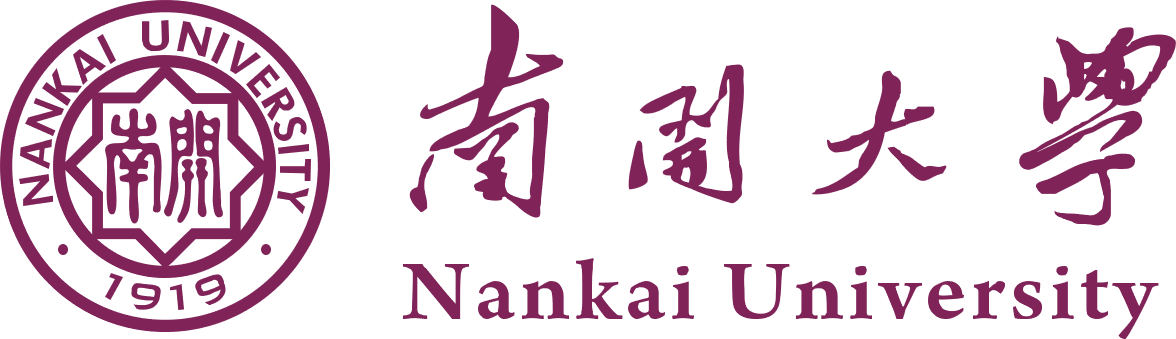 NANKAI UNIVERSITY
南開
1919
南開大學
Nankai University